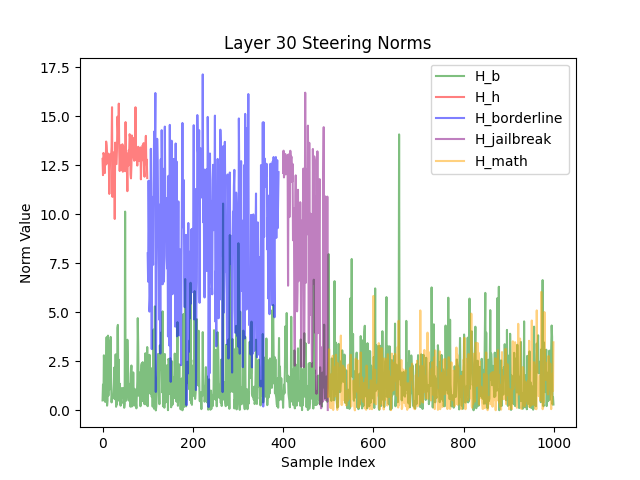 Layer 30 Steering Norms
17.5
15.0
12.5
10.0
7.5
5.0
2.5
0.0
Norm Value
H_b
H_h
H_borderline
H_jailbreak
H_math
0 200 400 600 800 1000
Sample Index